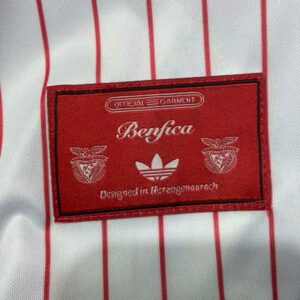 OFFICIAL GARMENT
Benfica
Designed in Herzogenaurach